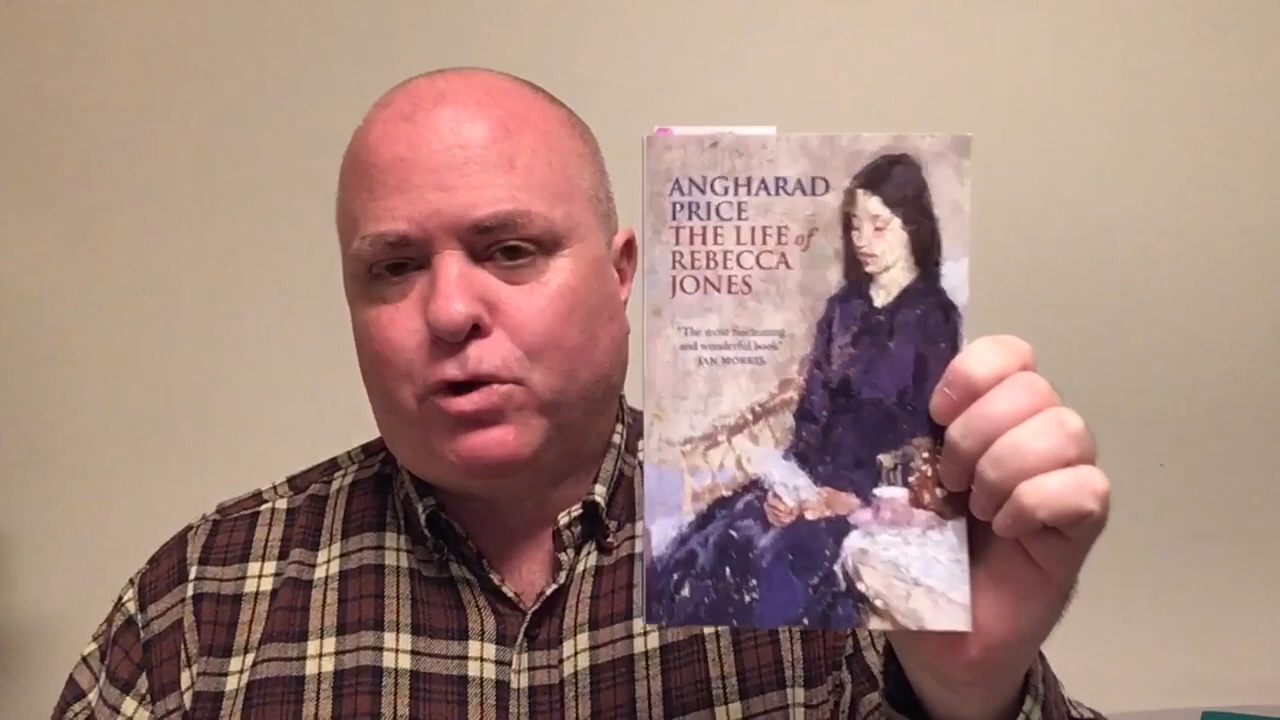 ANGHARAD
PRICE
THE LIFE of
REBECCA
JONES
"The most fascinating
and wonderful book"
JAN MORRIS